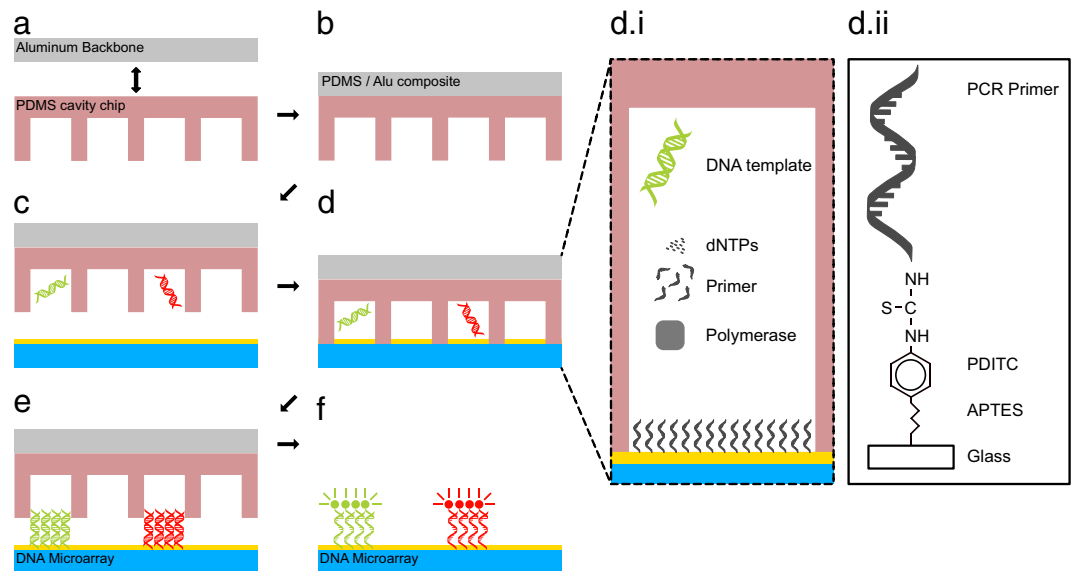 a
Aluminum Backbone
PDMS cavity chip
b
PDMS / Alu composite
c
d
e
DNA Microarray
f
DNA Microarray
d.i
DNA template
dNTPs
Primer
Polymerase
d.ii
PCR Primer
NH
S C
NH
PDITC
APTES
Glass